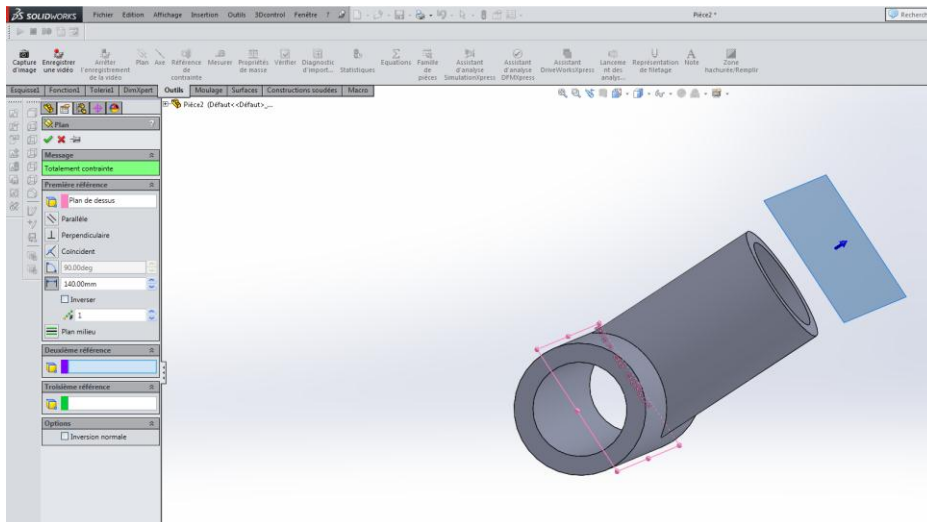 SOLIDWORKS Fichier Edition Affichage Insertion Outils 3Dcontrol Fenêtre ? Pièce2 * Recherch
Capture d'image
Enregistrer une vidéo
Arrêter l'enregistrement de la vidéo
Plan
Axe
Référence de contrainte
Mesurer
Propriétés de masse
Vérifier
Diagnostic d'import...
Statistiques
Equations
Famille de pièces
Assistant d'analyse SimulationXpress
Assistant d'analyse DFMXpress
Assistant DriveWorksXpress
Lanceme nt des analys...
Représentation de filetage
Note
Zone hachurée/Remplir
Esquisse1 Fonction1 Tolerie1 DimXpert Outils Moulage Surfaces Constructions soudées Macro
Pièce2 (Défaut<<Défaut>_...
Plan ?
Message
Totalement contrainte
Première référence
Plan de dessus
Parallèle
Perpendiculaire
Coïncident
90.00deg
140.00mm
Inverser
1
Plan milieu
Deuxième référence
Troisième référence
Options
Inversion normale